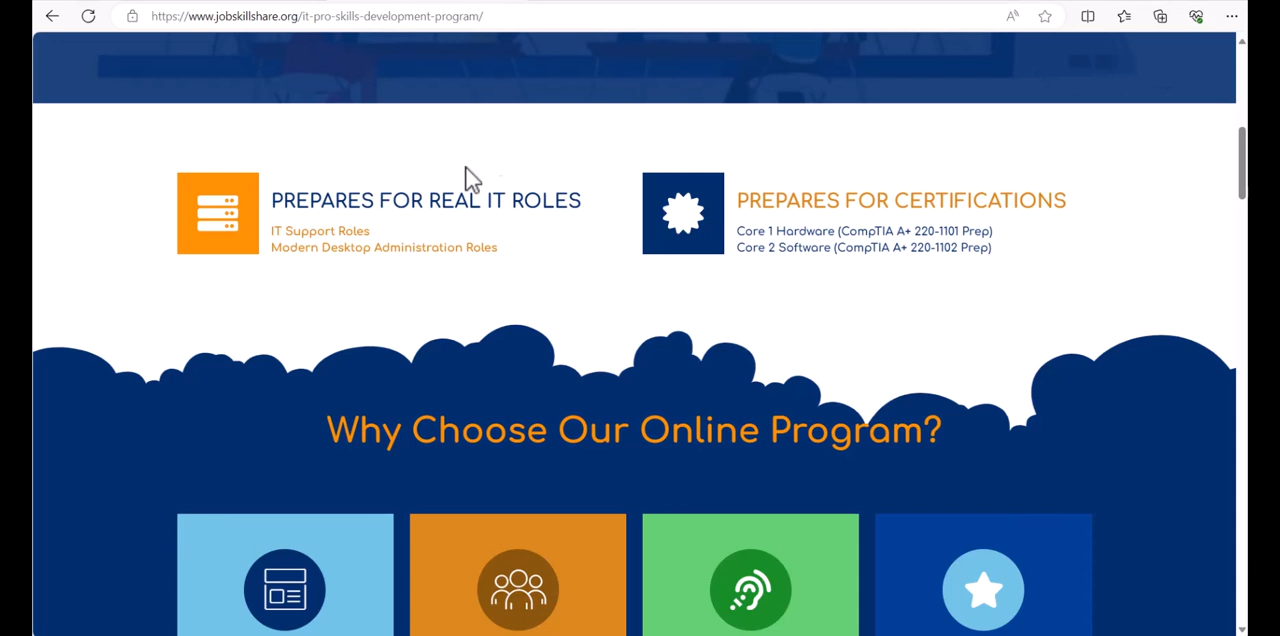 https://www.jobskillshare.org/it-pro-skills-development-program/
PREPARES FOR REAL IT ROLES
IT Support Roles
Modern Desktop Administration Roles
PREPARES FOR CERTIFICATIONS
Core 1 Hardware (CompTIA A+ 220-1101 Prep)
Core 2 Software (CompTIA A+ 220-1102 Prep)
Why Choose Our Online Program?